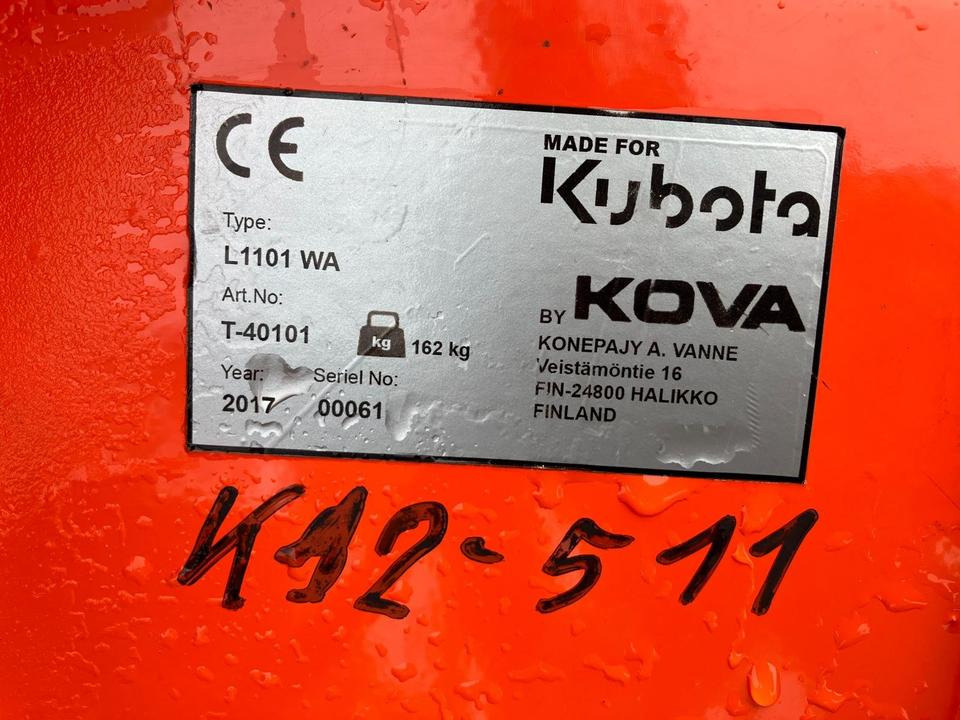 CE
Type:
L1101 WA
Art.No:
T-40101
kg 162 kg
Year: Seriel No:
2017 00061
MADE FOR
Kubota
BY KOVA
KONEPAJY A. VANNE
Veistämöntie 16
FIN-24800 HALIKKO
FINLAND
K12-511